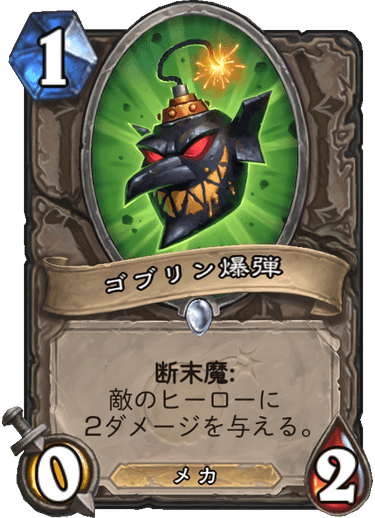 1
ゴブリン爆弾
断末魔:
敵のヒーローに
2ダメージを与える。
メカ
0
2